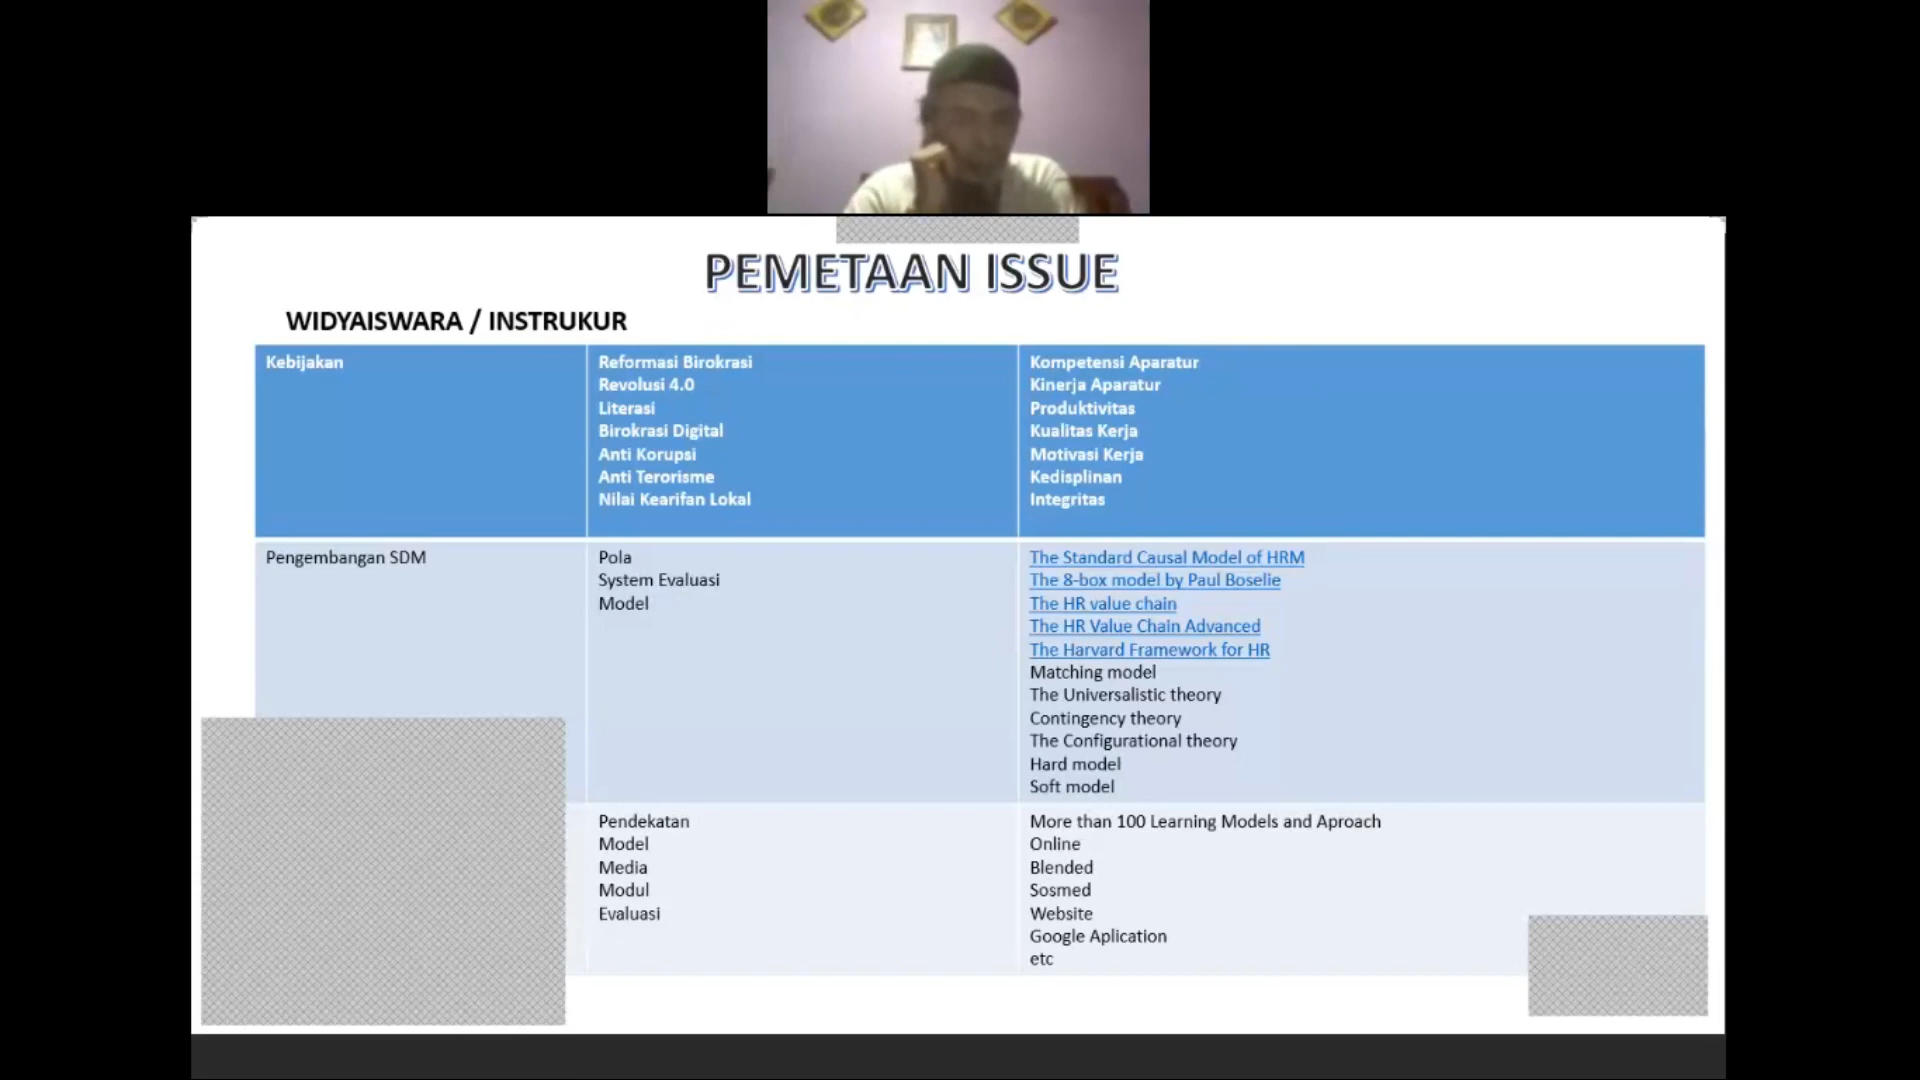 PEMETAAN ISSUE
WIDYAISWARA / INSTRUKUR
Kebijakan
Reformasi Birokrasi
Revolusi 4.0
Literasi
Birokrasi Digital
Anti Korupsi
Anti Terorisme
Nilai Kearifan Lokal
Kompetensi Aparatur
Kinerja Aparatur
Produktivitas
Kualitas Kerja
Motivasi Kerja
Kedisplinan
Integritas
Pengembangan SDM
Pola
System Evaluasi
Model
The Standard Causal Model of HRM
The 8-box model by Paul Boselie
The HR value chain
The HR Value Chain Advanced
The Harvard Framework for HR
Matching model
The Universalistic theory
Contingency theory
The Configurational theory
Hard model
Soft model
Pendekatan
Model
Media
Modul
Evaluasi
More than 100 Learning Models and Aproach
Online
Blended
Sosmed
Website
Google Aplication
etc